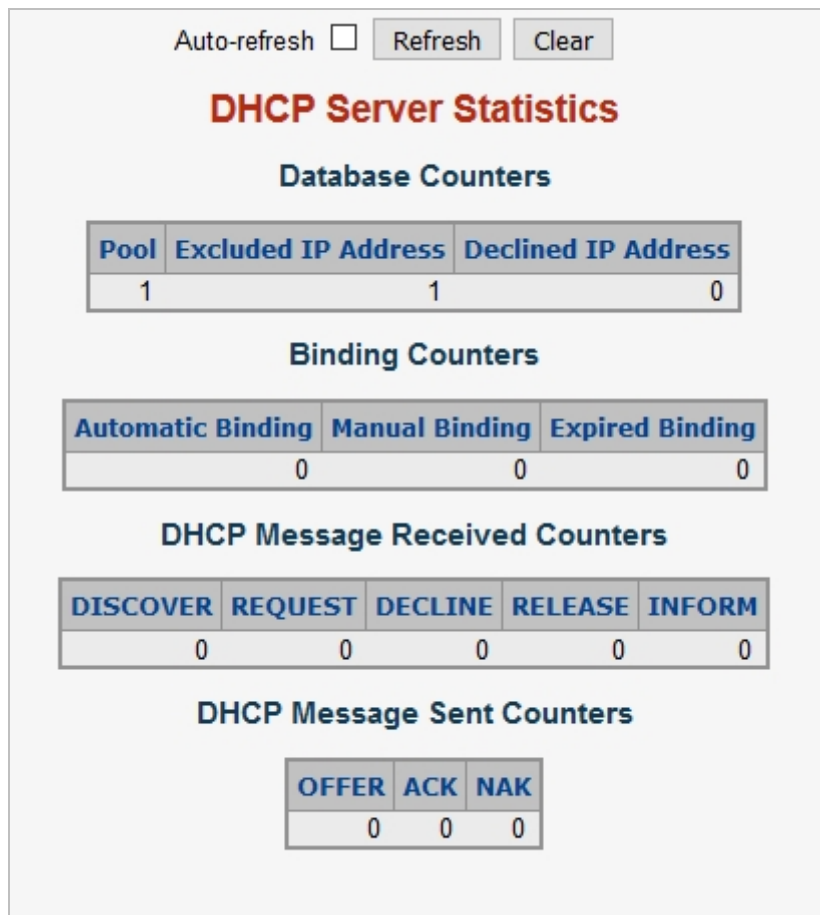 Auto-refresh Refresh Clear
DHCP Server Statistics
Database Counters
Pool Excluded IP Address Declined IP Address
1 1 0
Binding Counters
Automatic Binding Manual Binding Expired Binding
0 0 0
DHCP Message Received Counters
DISCOVER REQUEST DECLINE RELEASE INFORM
0 0 0 0 0
DHCP Message Sent Counters
OFFER ACK NAK
0 0 0